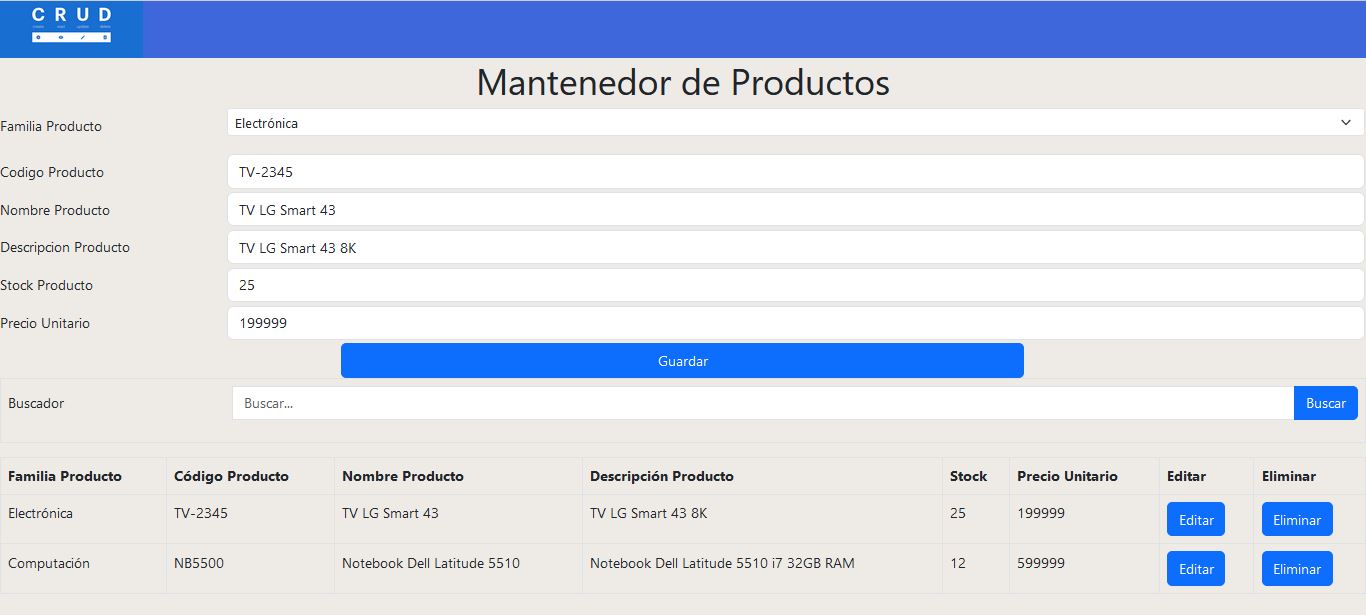 CRUD
Mantenedor de Productos
Familia Producto Electrónica
Codigo Producto TV-2345
Nombre Producto TV LG Smart 43
Descripcion Producto TV LG Smart 43 8K
Stock Producto 25
Precio Unitario 199999
Guardar
Buscador Buscar... Buscar
Familia Producto Código Producto Nombre Producto Descripción Producto Stock Precio Unitario Editar Eliminar
Electrónica TV-2345 TV LG Smart 43 TV LG Smart 43 8K 25 199999 Editar Eliminar
Computación NB5500 Notebook Dell Latitude 5510 Notebook Dell Latitude 5510 i7 32GB RAM 12 599999 Editar Eliminar